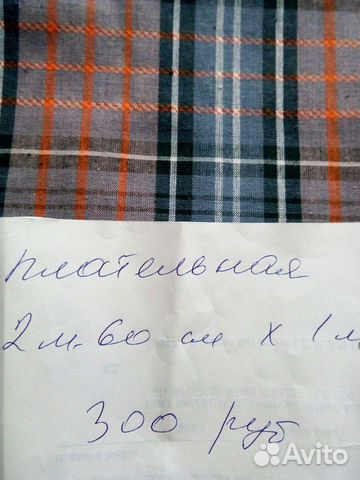 плательная
2 м. 60 см х 1 м
300 руб
Avito